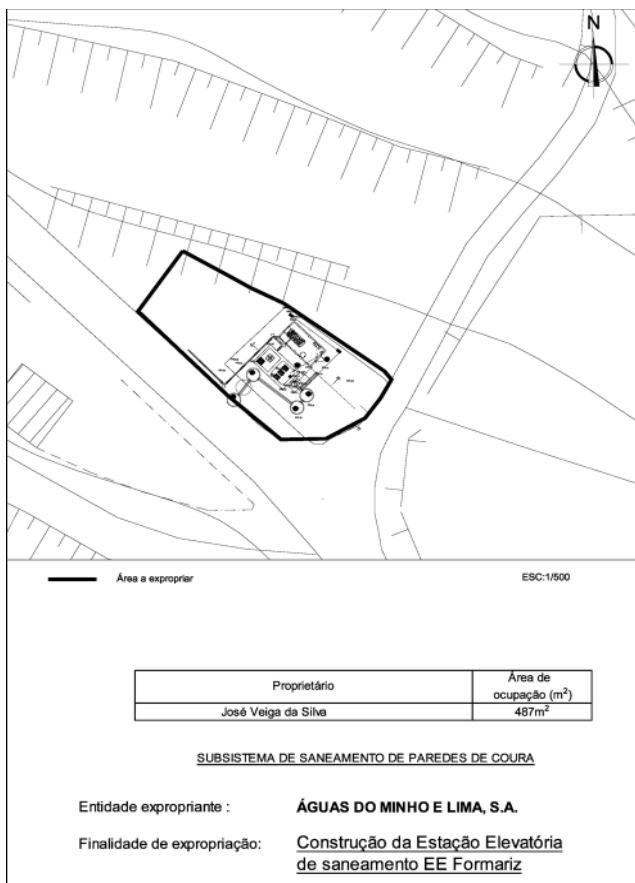 N
Área a expropriar
ESC:1/500
Proprietário
Área de
ocupação (m²)
José Veiga da Silva
487m²
SUBSISTEMA DE SANEAMENTO DE PAREDES DE COURA
Entidade expropriante :
ÁGUAS DO MINHO E LIMA, S.A.
Finalidade de expropriação:
Construção da Estação Elevatória
de saneamento EE Formariz